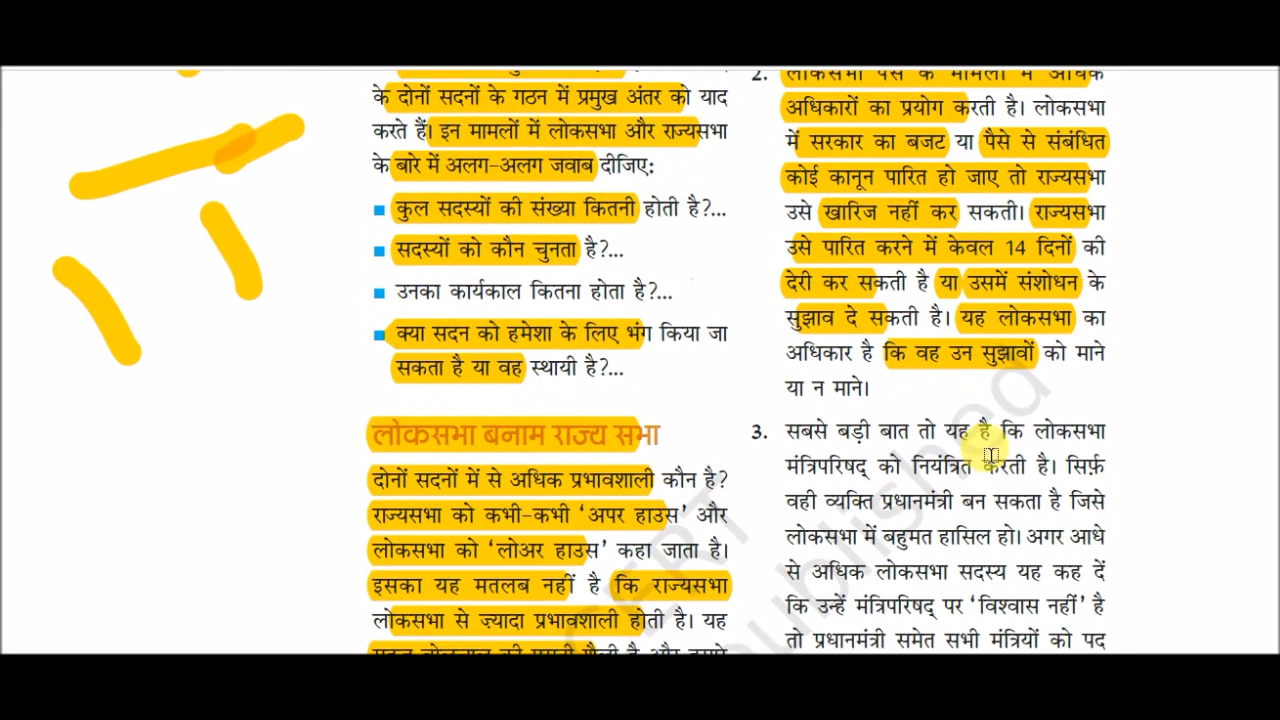 के दोनों सदनों के गठन में प्रमुख अंतर को याद
करते हैं। इन मामलों में लोकसभा और राज्यसभा
के बारे में अलग-अलग जवाब दीजिए:
कुल सदस्यों की संख्या कितनी होती है?...
सदस्यों को कौन चुनता है?...
उनका कार्यकाल कितना होता है?...
क्या सदन को हमेशा के लिए भंग किया जा
सकता है या वह स्थायी है?...
लोकसभा बनाम राज्य सभा
दोनों सदनों में से अधिक प्रभावशाली कौन है?
राज्यसभा को कभी-कभी ‘अपर हाउस’ और
लोकसभा को ‘लोअर हाउस’ कहा जाता है।
इसका यह मतलब नहीं है कि राज्यसभा
लोकसभा से ज्यादा प्रभावशाली होती है। यह
2. लोकसभा पैसे के मामलों में अधिक
अधिकारों का प्रयोग करती है। लोकसभा
में सरकार का बजट या पैसे से संबंधित
कोई कानून पारित हो जाए तो राज्यसभा
उसे खारिज नहीं कर सकती। राज्यसभा
उसे पारित करने में केवल 14 दिनों की
देरी कर सकती है या उसमें संशोधन के
सुझाव दे सकती है। यह लोकसभा का
अधिकार है कि वह उन सुझावों को माने
या न माने।
3. सबसे बड़ी बात तो यह है कि लोकसभा
मंत्रिपरिषद् को नियंत्रित करती है। सिर्फ़
वही व्यक्ति प्रधानमंत्री बन सकता है जिसे
लोकसभा में बहुमत हासिल हो। अगर आधे
से अधिक लोकसभा सदस्य यह कह दें
कि उन्हें मंत्रिपरिषद् पर ‘विश्वास नहीं’ है
तो प्रधानमंत्री समेत सभी मंत्रियों को पद